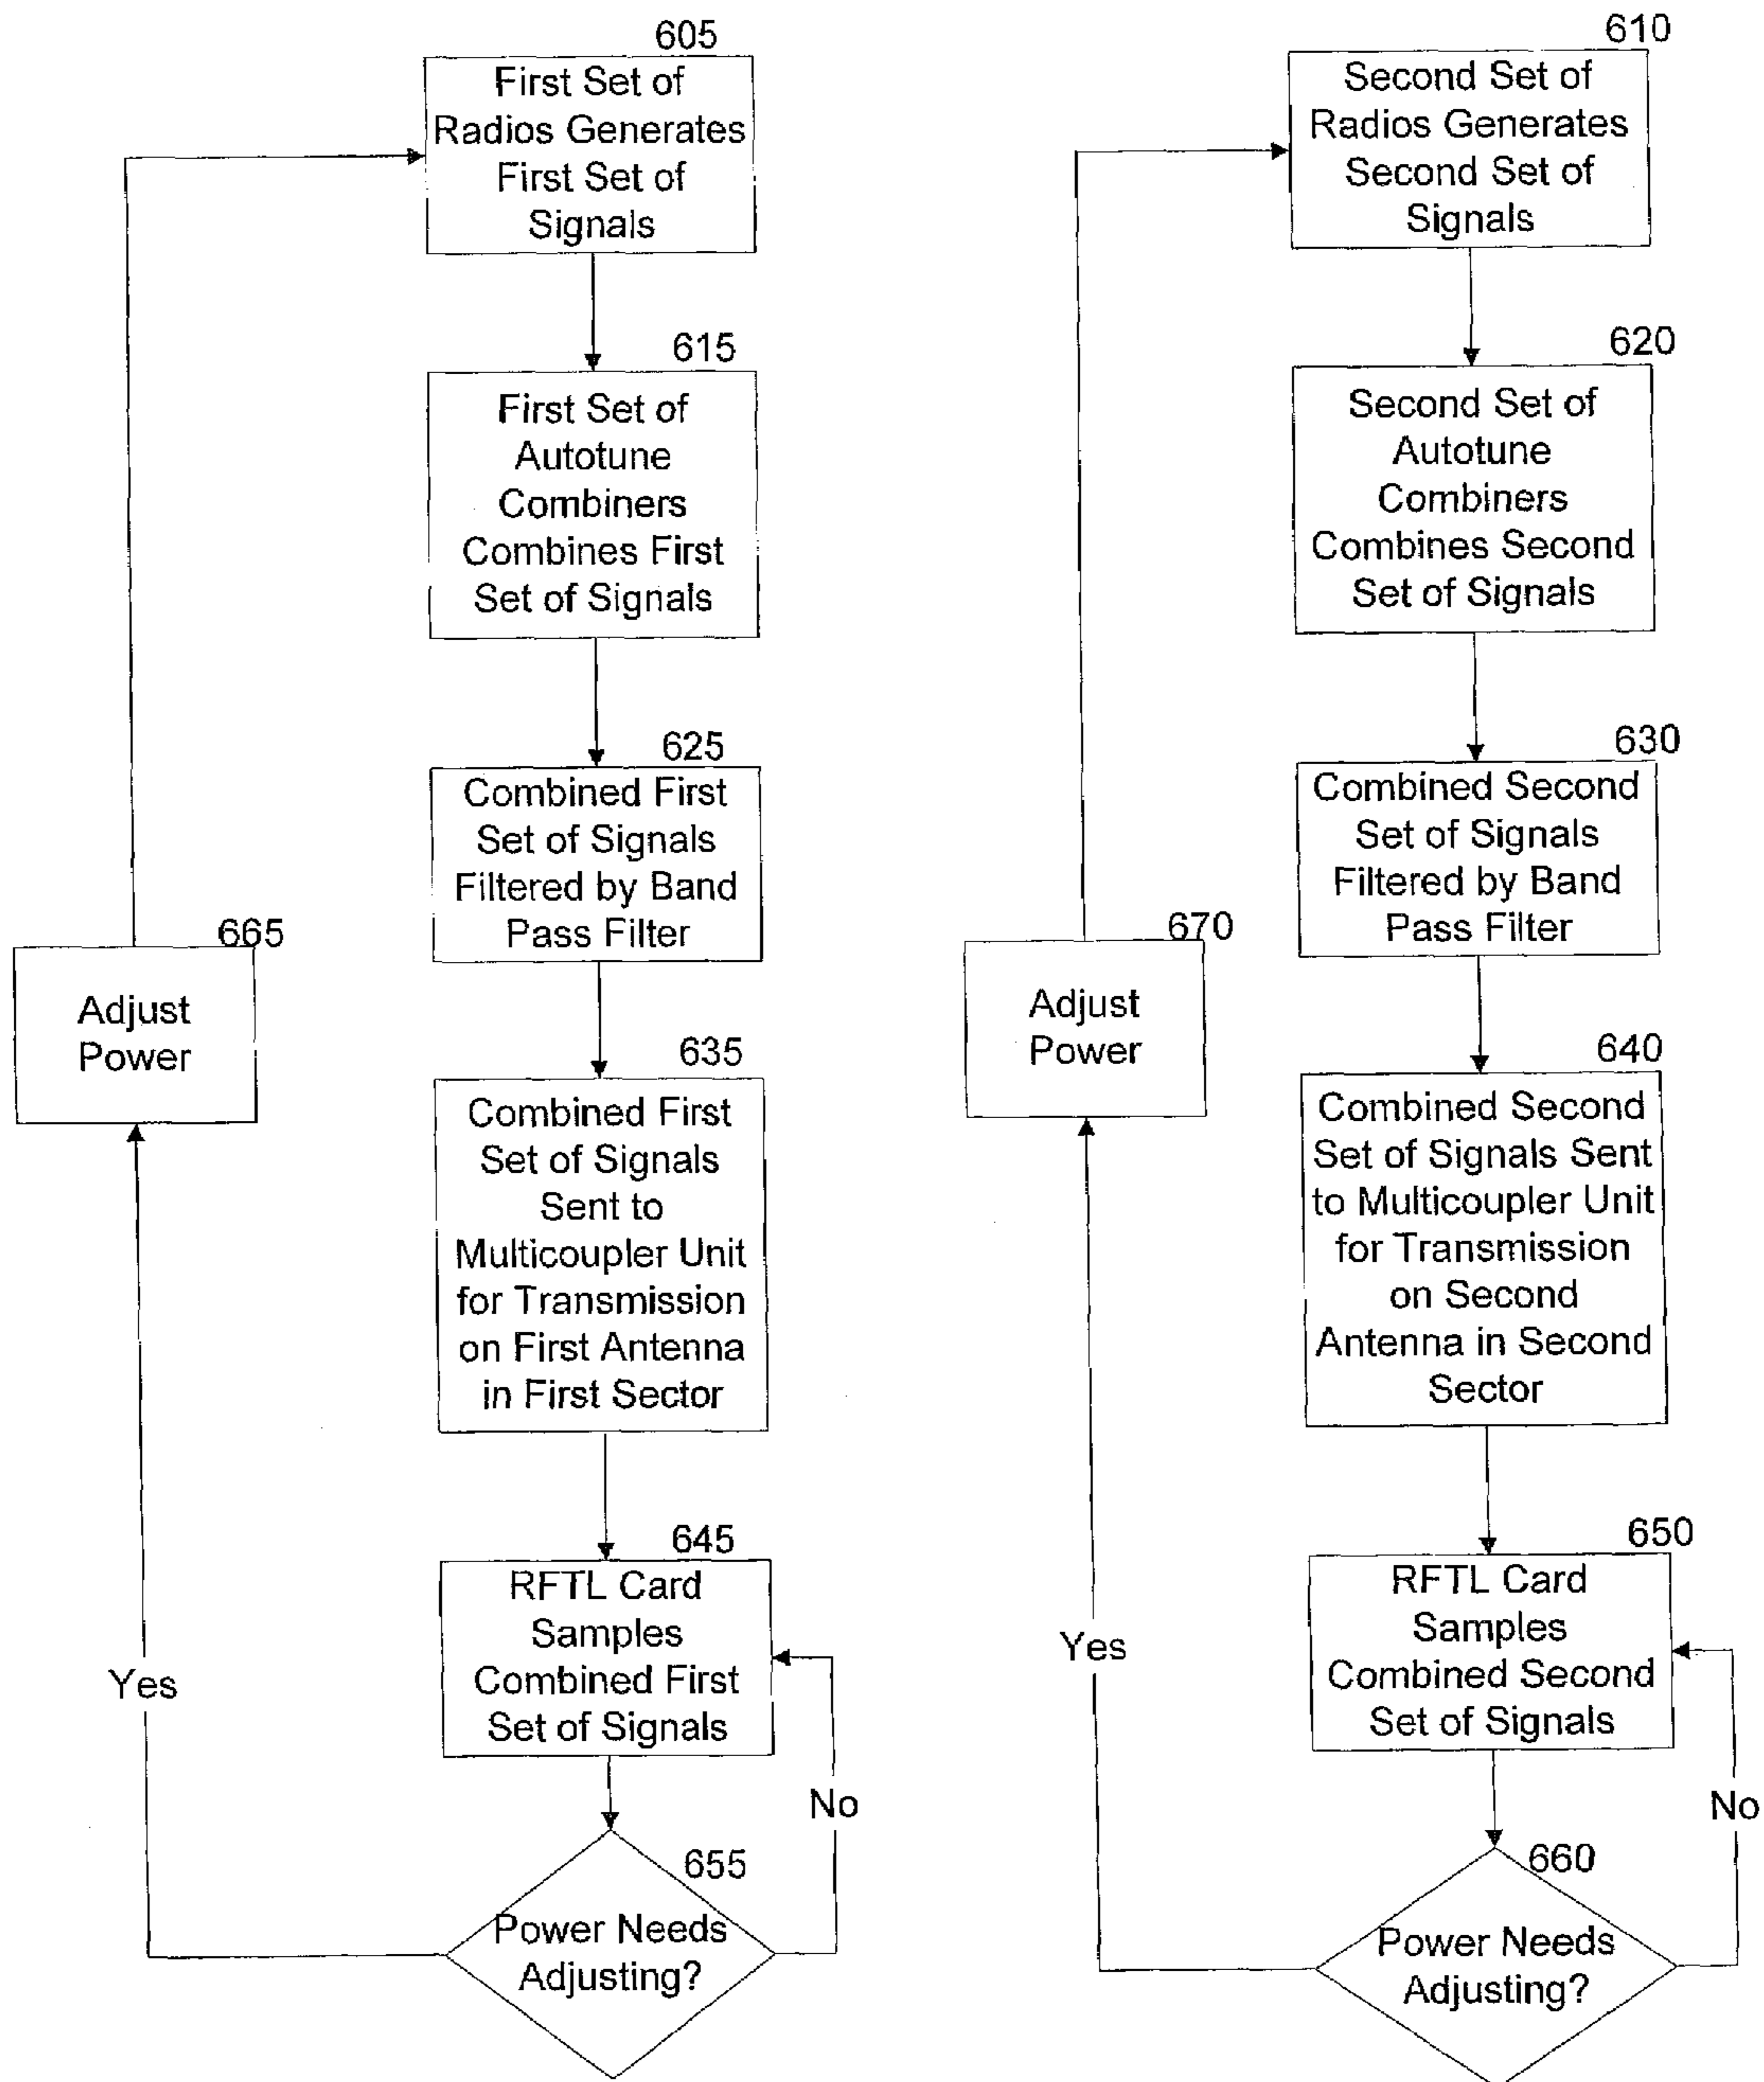 605
First Set of
Radios Generates
First Set of
Signals
615
First Set of
Autotune
Combiners
Combines First
Set of Signals
625
Combined First
Set of Signals
Filtered by Band
Pass Filter
665
Adjust
Power
635
Combined First
Set of Signals
Sent to
Multicoupler Unit
for Transmission
on First Antenna
in First Sector
645
RFTL Card
Samples
Combined First
Set of Signals
Yes
No
655
Power Needs
Adjusting?
610
Second Set of
Radios Generates
Second Set of
Signals
620
Second Set of
Autotune
Combiners
Combines Second
Set of Signals
630
Combined Second
Set of Signals
Filtered by Band
Pass Filter
670
Adjust
Power
640
Combined Second
Set of Signals Sent
to Multicoupler Unit
for Transmission
on Second
Antenna in Second
Sector
650
RFTL Card
Samples
Combined Second
Set of Signals
Yes
No
660
Power Needs
Adjusting?